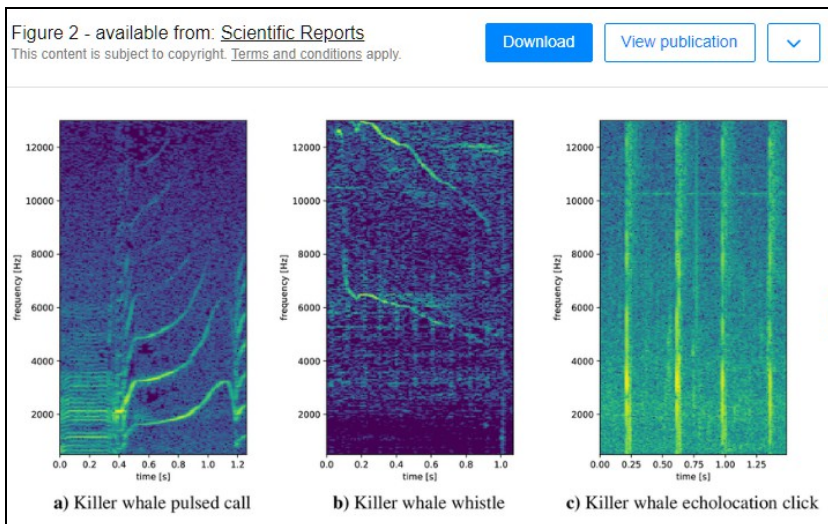 Figure 2 - available from: Scientific Reports
This content is subject to copyright. Terms and conditions apply.
Download
View publication
12000
10000
8000
6000
4000
2000
frequency [Hz]
0.0 0.2 0.4 0.6 0.8 1.0 1.2
time [s]
a) Killer whale pulsed call
12000
10000
8000
6000
4000
2000
frequency [Hz]
0.0 0.2 0.4 0.6 0.8 1.0
time [s]
b) Killer whale whistle
12000
10000
8000
6000
4000
2000
frequency [Hz]
0.00 0.25 0.50 0.75 1.00 1.25
time [s]
c) Killer whale echolocation click